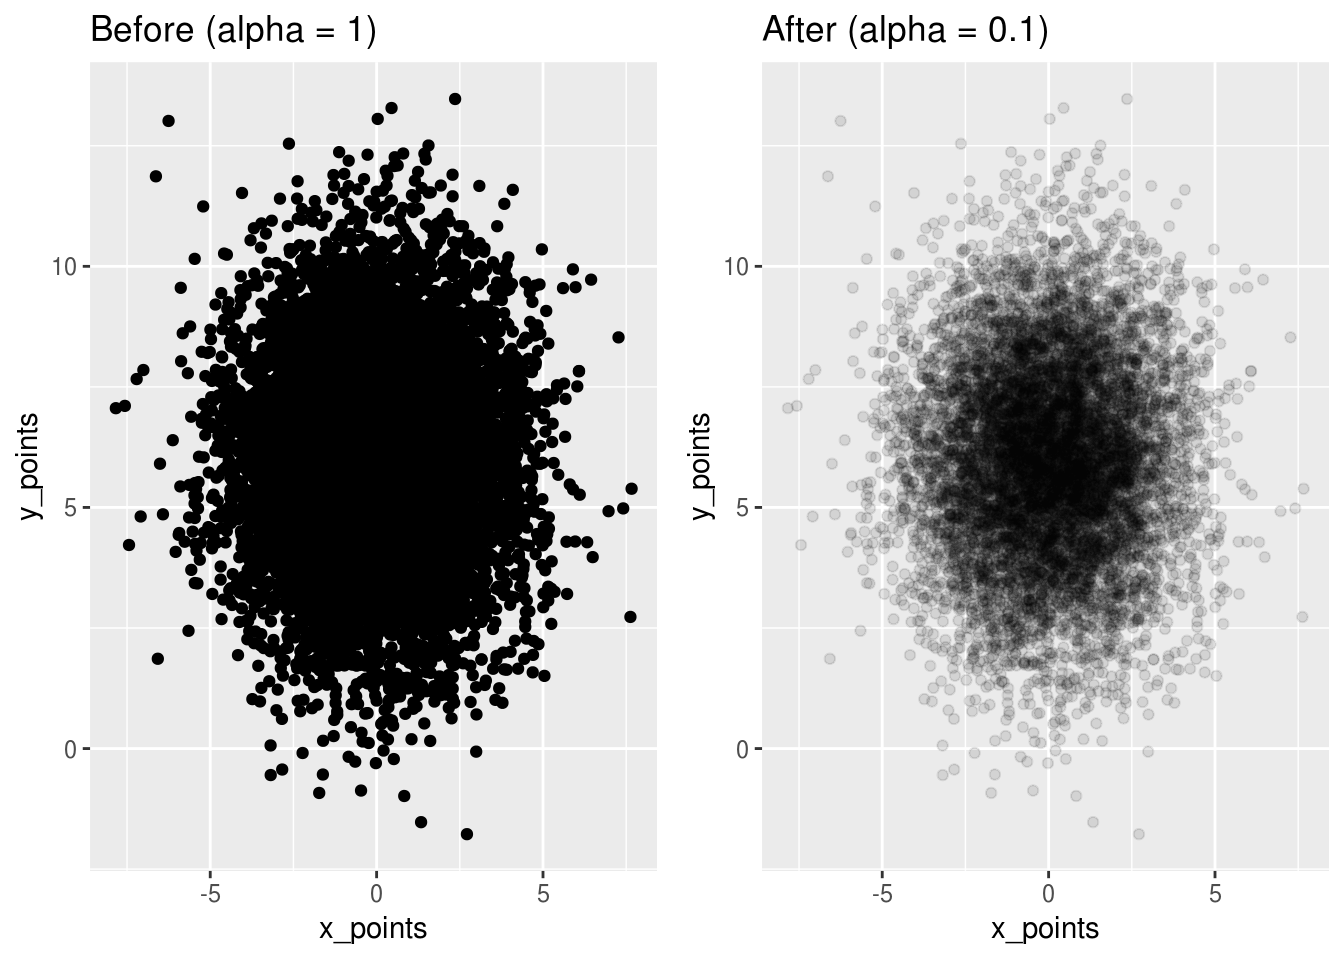 Before (alpha = 1)
y_points
10
5
0
-5 0 5
x_points
After (alpha = 0.1)
y_points
10
5
0
-5 0 5
x_points